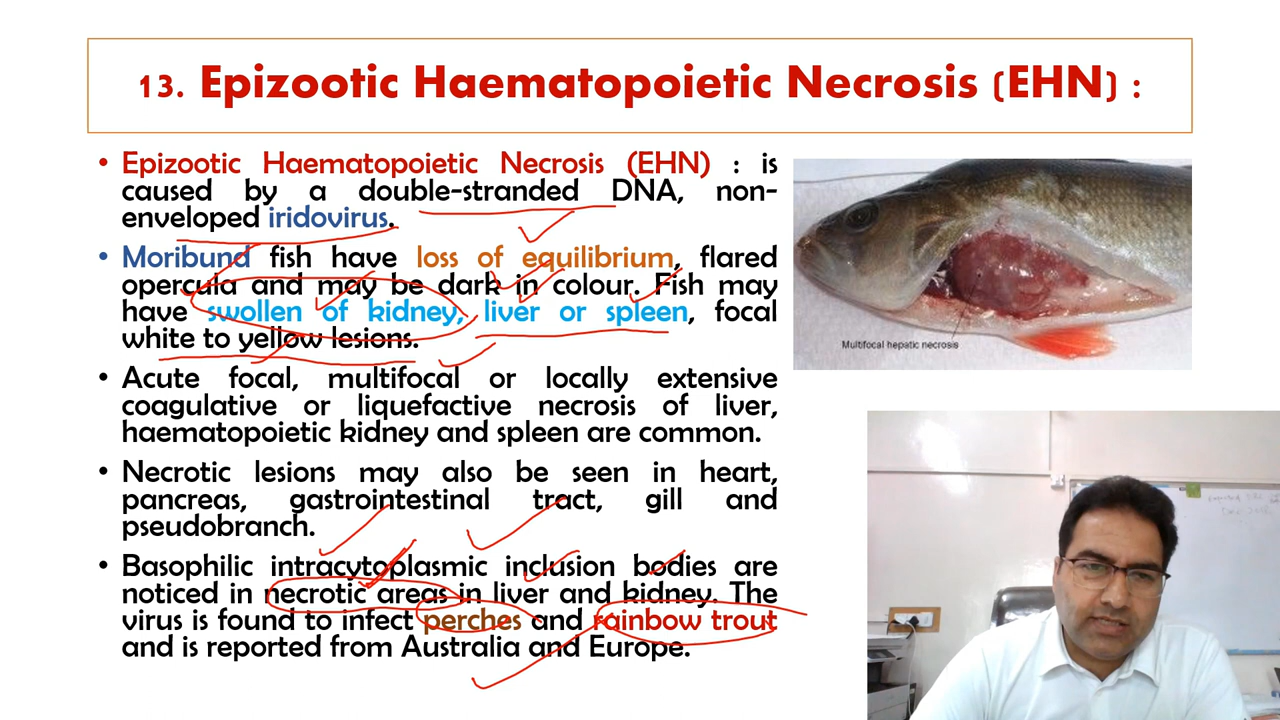 13. Epizootic Haematopoietic Necrosis (EHN) :
• Epizootic Haematopoietic Necrosis (EHN) : is
caused by a double-stranded DNA, non-
enveloped iridovirus.
• Moribund fish have loss of equilibrium, flared
opercula and may be dark in colour. Fish may
have swollen of kidney, liver or spleen, focal
white to yellow lesions.
• Acute focal, multifocal or locally extensive
coagulative or liquefactive necrosis of liver,
haematopoietic kidney and spleen are common.
• Necrotic lesions may also be seen in heart,
pancreas, gastrointestinal tract, gill and
pseudobranch.
• Basophilic intracytoplasmic inclusion bodies are
noticed in necrotic areas in liver and kidney. The
virus is found to infect perches and rainbow trout
and is reported from Australia and Europe.
Multifocal hepatic necrosis